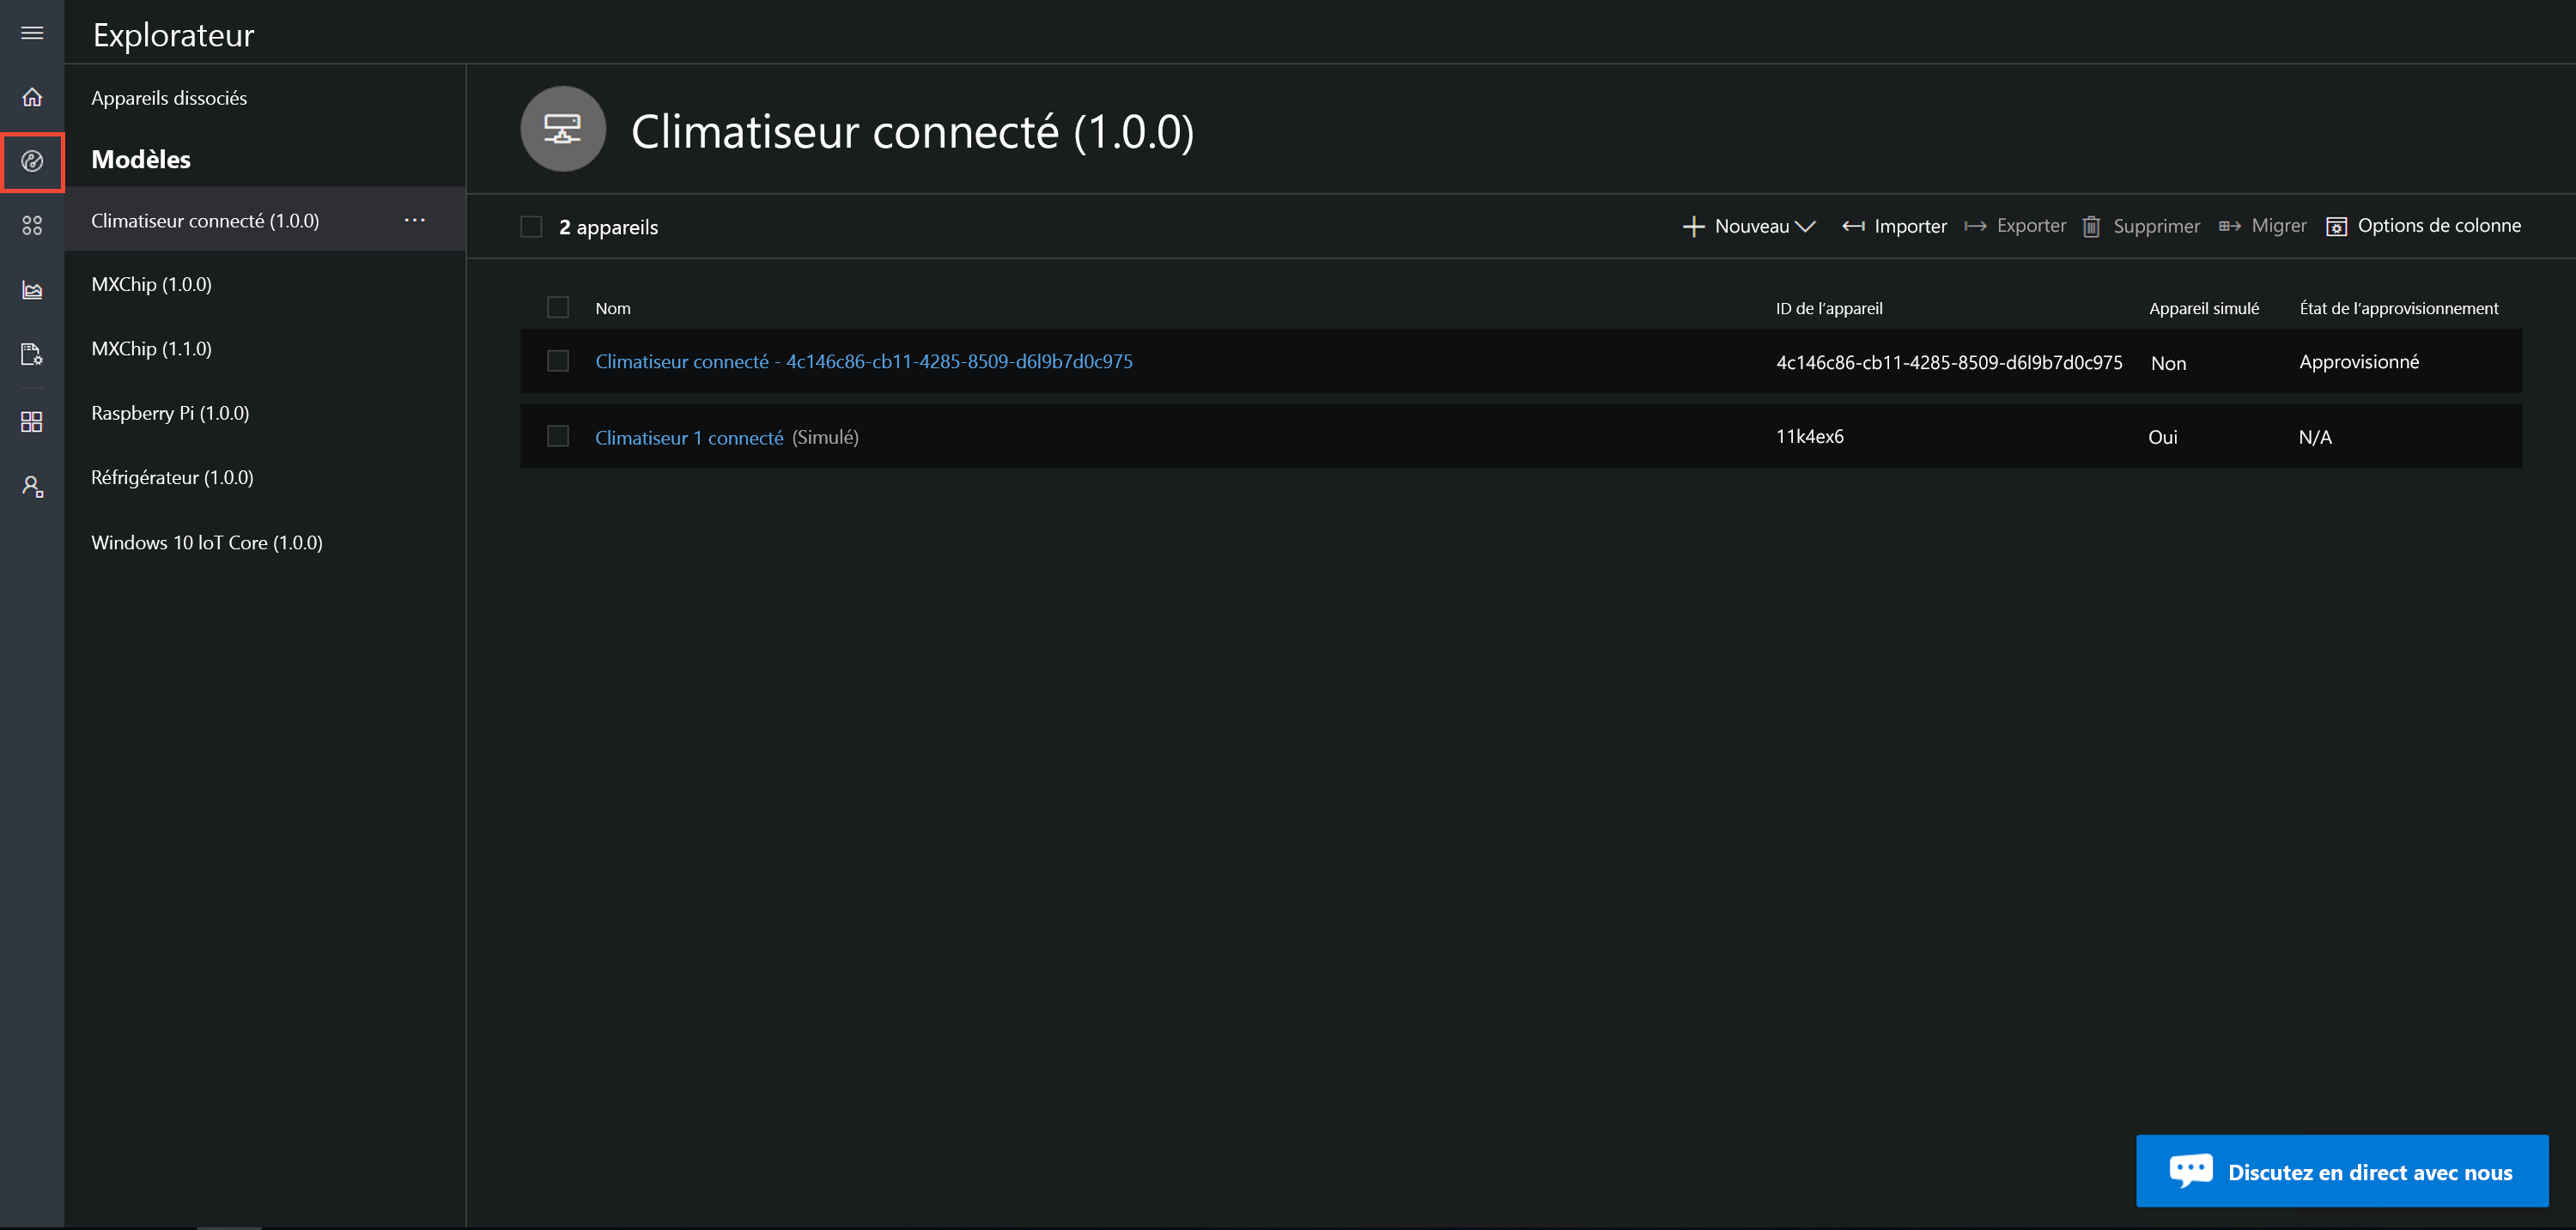 Explorateur
Appareils dissociés
Modèles
Climatiseur connecté (1.0.0) ...
MXChip (1.0.0)
MXChip (1.1.0)
Raspberry Pi (1.0.0)
Réfrigérateur (1.0.0)
Windows 10 loT Core (1.0.0)
Climatiseur connecté (1.0.0)
2 appareils
Nouveau Importer Exporter Supprimer Migrer Options de colonne
Nom ID de l’appareil Appareil simulé État de l’approvisionnement
Climatiseur connecté - 4c146c86-cb11-4285-8509-d6l9b7d0c975 4c146c86-cb11-4285-8509-d6l9b7d0c975 Non Approvisionné
Climatiseur 1 connecté (Simulé) 11k4ex6 Oui N/A
Discutez en direct avec nous